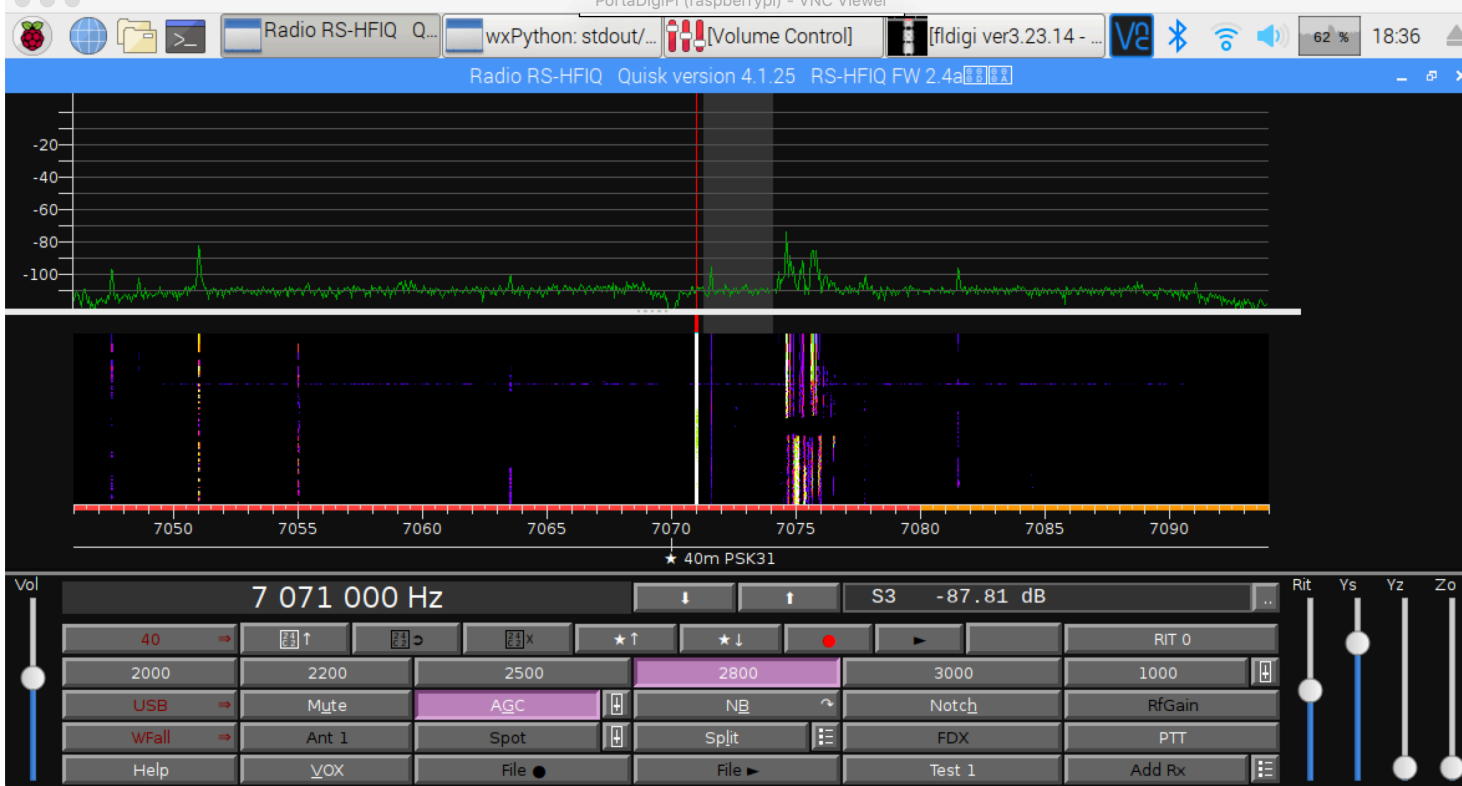 PortaDigiPi (raspberrypi) - VNC Viewer
Radio RS-HFIQ Q... wxPython: stdout/... [Volume Control] [fldigi ver3.23.14 - ... 62 % 18:36
Radio RS-HFIQ Quisk version 4.1.25 RS-HFIQ FW 2.4a
-20
-40
-60
-80
-100
7050 7055 7060 7065 7070 7075 7080 7085 7090
★ 40m PSK31
Vol 7 071 000 Hz ⬇ ⬆ S3 -87.81 dB .. Rit Ys Yz Zo
40 ⇒ ↑ ➲ X ★↑ ★↓ ● ► RIT 0
2000 2200 2500 2800 3000 1000
USB ⇒ Mute AGC NB ↷ Notch RfGain
WFall ⇒ Ant 1 Spot Split FDX PTT
Help VOX File ● File ► Test 1 Add Rx